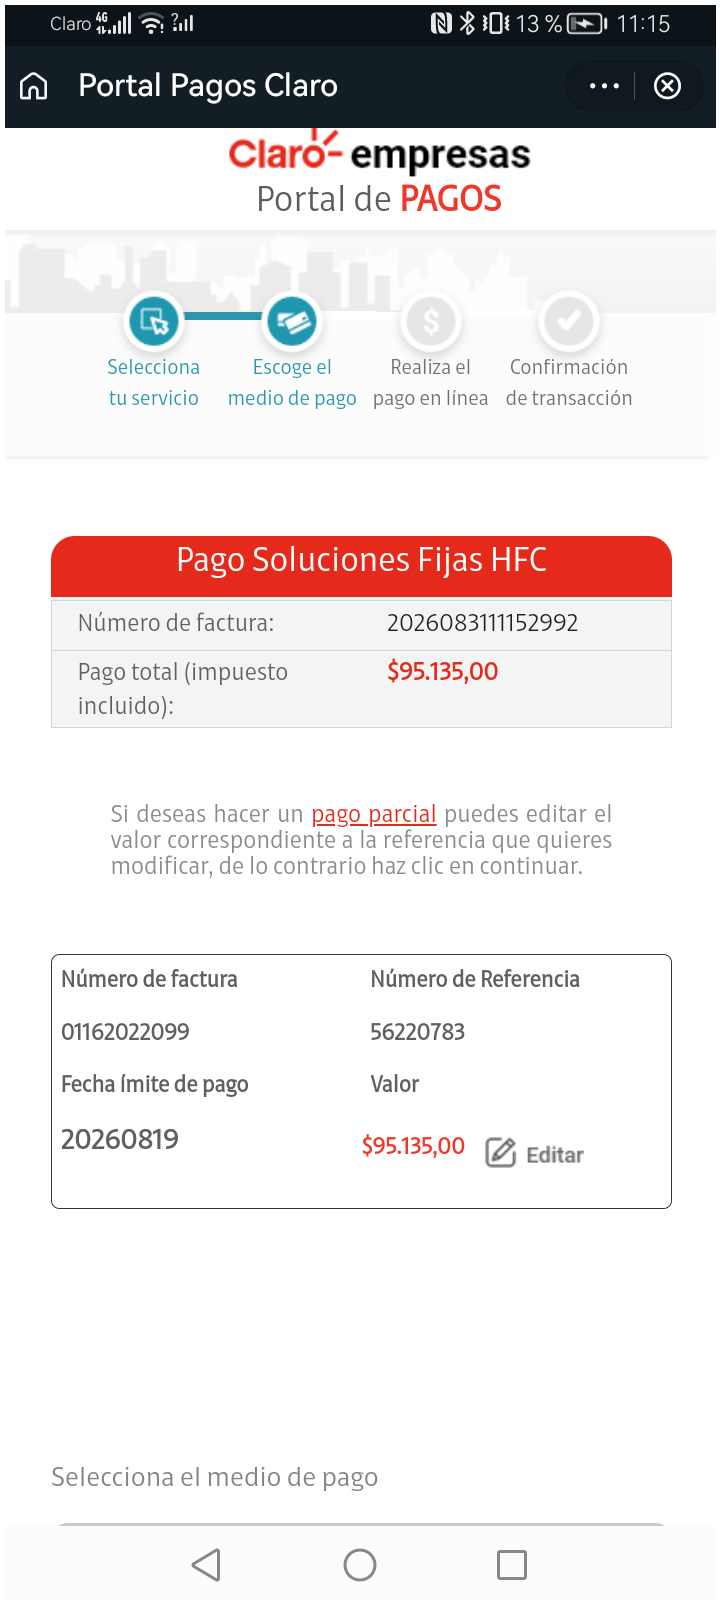 Claro 4G ? 13 % 11:15
Portal Pagos Claro
Claro- empresas
Portal de PAGOS
Selecciona tu servicio
Escoge el medio de pago
Realiza el pago en línea
Confirmación de transacción
Pago Soluciones Fijas HFC
Número de factura: 2026083111152992
Pago total (impuesto incluido): $95.135,00
Si deseas hacer un pago parcial puedes editar el
valor correspondiente a la referencia que quieres
modificar, de lo contrario haz clic en continuar.
Número de factura Número de Referencia
01162022099 56220783
Fecha ímite de pago Valor
20260819 $95.135,00 Editar
Selecciona el medio de pago